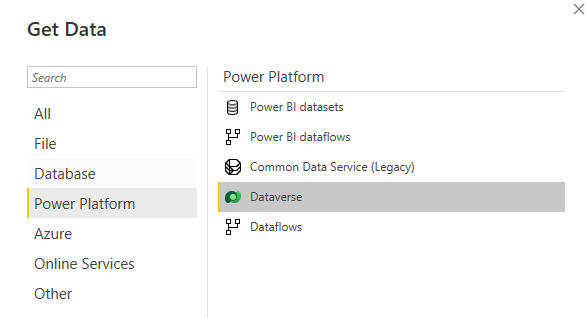 Get Data
Search
All
File
Database
Power Platform
Azure
Online Services
Other
Power Platform
Power BI datasets
Power BI dataflows
Common Data Service (Legacy)
Dataverse
Dataflows